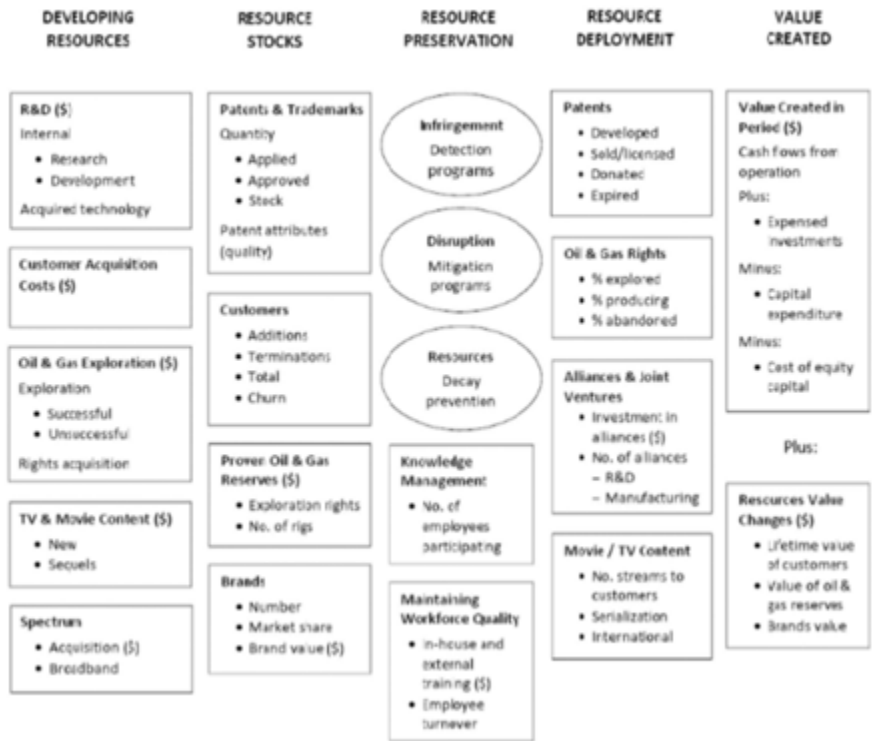 DEVELOPING
RESOURCES
RESOURCE
STOCKS
RESOURCE
PRESERVATION
RESOURCE
DEPLOYMENT
VALUE
CREATED
R&D ($)
Internal
• Research
• Development
Acquired technology
Customer Acquisition
Costs ($)
Oil & Gas Exploration ($)
Exploration
• Successful
• Unsuccessful
Rights acquisition
TV & Movie Content ($)
• New
• Sequels
Spectrum
• Acquisition ($)
• Broadband
Patents & Trademarks
Quantity
• Applied
• Approved
• Stock
Patent attributes
(quality)
Customers
• Additions
• Terminations
• Total
• Churn
Proven Oil & Gas
Reserves ($)
• Exploration rights
• No. of rigs
Brands
• Number
• Market share
• Brand value ($)
Infringement
Detection
programs
Disruption
Mitigation
programs
Resources
Decay
prevention
Knowledge
Management
• No. of
employees
participating
Maintaining
Workforce Quality
• In-house and
external
training ($)
• Employee
turnover
Patents
• Developed
• Sold/licensed
• Donated
• Expired
Oil & Gas Rights
• % explored
• % producing
• % abandored
Alliances & Joint
Ventures
• Investment in
alliances ($)
• No. of alliances
– R&D
– Manufacturing
Movie / TV Content
• No. streams to
customers
• Serialization
• International
Value Created in
Period ($)
Cash flows from
operation
Plus:
• Expensed
investments
Minus:
• Capital
expenditure
Minus:
• Cost of equity
capital
Plus:
Resources Value
Changes ($)
• Lifetime value
of customers
• Value of oil &
gas reserves
• Brands value